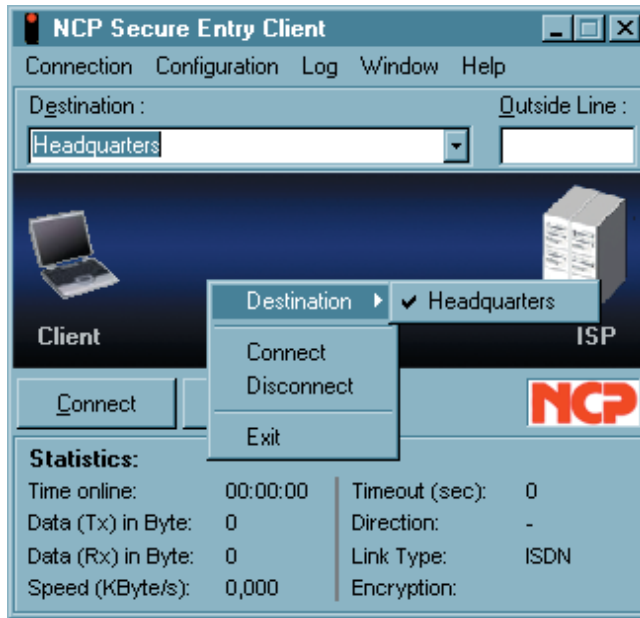 NCP Secure Entry Client
Connection Configuration Log Window Help
Destination : Outside Line :
Headquarters
Destination ✔ Headquarters
Client ISP
Connect
Disconnect
Connect NCP
Exit
Statistics:
Time online: 00:00:00 Timeout (sec): 0
Data (Tx) in Byte: 0 Direction: -
Data (Rx) in Byte: 0 Link Type: ISDN
Speed (KByte/s): 0,000 Encryption: